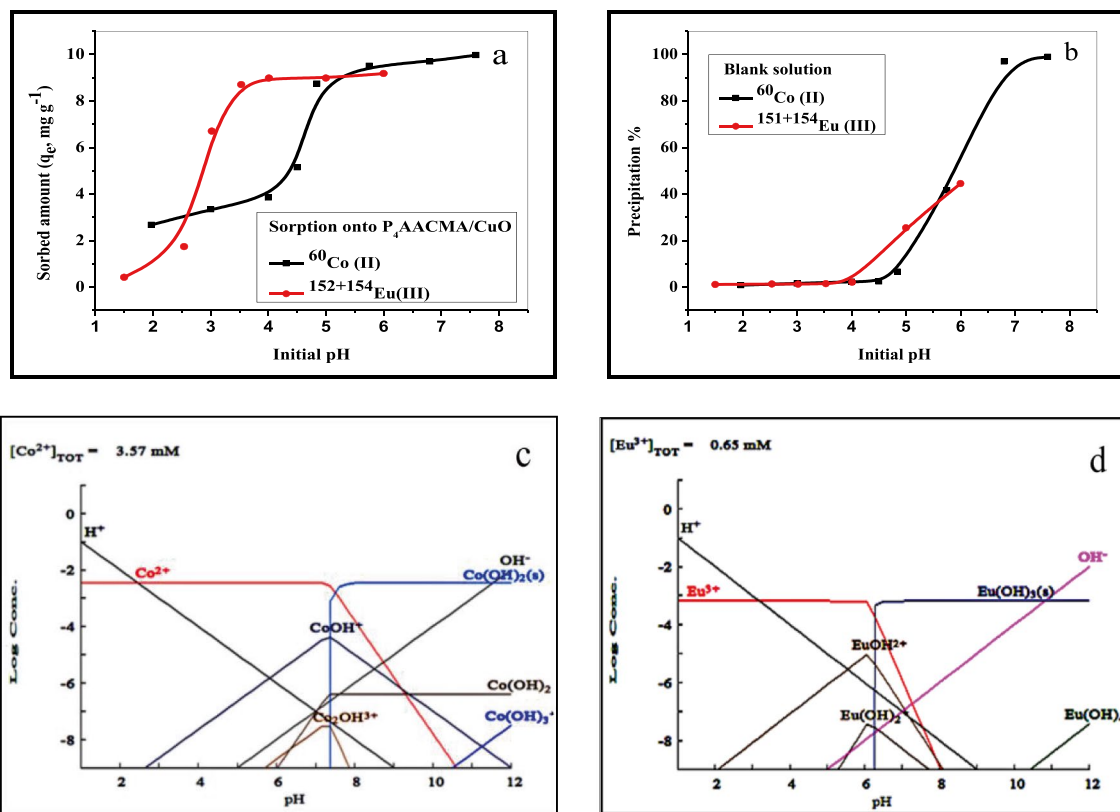 a
10
8
6
4
2
0
Sorbed amount (qe, mg g-1)
Sorption onto P4AACMA/CuO
60Co (II)
152+154Eu(III)
1 2 3 4 5 6 7 8
Initial pH
b
100
80
60
40
20
0
Precipitation %
Blank solution
60Co (II)
151+154Eu (III)
1 2 3 4 5 6 7 8
Initial pH
[Co2+]TOT = 3.57 mM
c
0
-2
-4
-6
-8
Log Conc.
H+
Co2+
OH-
Co(OH)2(s)
CoOH+
Co(OH)2
Co2OH3+
Co(OH)3-
2 4 6 8 10 12
pH
[Eu3+]TOT = 0.65 mM
d
0
-2
-4
-6
-8
Log Conc.
H+
OH-
Eu3+
Eu(OH)3(s)
EuOH2+
Eu(OH)2
Eu(OH)
2 4 6 8 10 12
pH